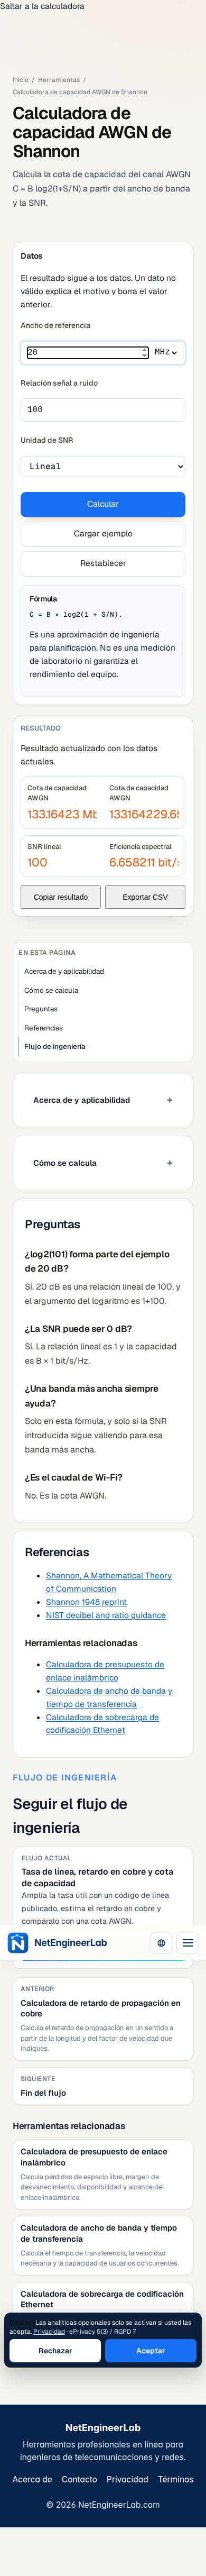 Saltar a la calculadora
Inicio / Herramientas /
Calculadora de capacidad AWGN de Shannon
Calculadora de
capacidad AWGN de
Shannon
Calcula la cota de capacidad del canal AWGN
C = B log2(1+S/N) a partir del ancho de banda
y la SNR.
Datos
El resultado sigue a los datos. Un dato no
válido explica el motivo y borra el valor
anterior.
Ancho de referencia
20 MHz
Relación señal a ruido
100
Unidad de SNR
Lineal
Calcular
Cargar ejemplo
Restablecer
Fórmula
C = B × log2(1 + S/N).
Es una aproximación de ingeniería
para planificación. No es una medición
de laboratorio ni garantiza el
rendimiento del equipo.
RESULTADO
Resultado actualizado con los datos
actuales.
Cota de capacidad
AWGN
133.16423 Mb
Cota de capacidad
AWGN
133164229.65
SNR lineal
100
Eficiencia espectral
6.658211 bit/s
Copiar resultado
Exportar CSV
EN ESTA PÁGINA
Acerca de y aplicabilidad
Cómo se calcula
Preguntas
Referencias
Flujo de ingeniería
Acerca de y aplicabilidad +
Cómo se calcula +
Preguntas
¿log2(101) forma parte del ejemplo
de 20 dB?
Sí. 20 dB es una relación lineal de 100, y
el argumento del logaritmo es 1+100.
¿La SNR puede ser 0 dB?
Sí. La relación lineal es 1 y la capacidad
es B × 1 bit/s/Hz.
¿Una banda más ancha siempre
ayuda?
Solo en esta fórmula, y solo si la SNR
introducida sigue valiendo para esa
banda más ancha.
¿Es el caudal de Wi-Fi?
No. Es la cota AWGN.
Referencias
Shannon, A Mathematical Theory
of Communication
Shannon 1948 reprint
NIST decibel and ratio guidance
Herramientas relacionadas
Calculadora de presupuesto de
enlace inalámbrico
Calculadora de ancho de banda y
tiempo de transferencia
Calculadora de sobrecarga de
codificación Ethernet
FLUJO DE INGENIERÍA
Seguir el flujo de
ingeniería
FLUJO ACTUAL
Tasa de línea, retardo en cobre y cota
de capacidad
Amplía la tasa útil con un código de línea
publicado, estima el retardo en cobre y
compáralo con una cota AWGN.
NetEngineerLab
ANTERIOR
Calculadora de retardo de propagación en
cobre
Calcula el retardo de propagación en un sentido a
partir de la longitud y del factor de velocidad que
indiques.
SIGUIENTE
Fin del flujo
Herramientas relacionadas
Calculadora de presupuesto de enlace
inalámbrico
Calcula pérdidas de espacio libre, margen de
desvanecimiento, disponibilidad y alcance del
enlace inalámbrico.
Calculadora de ancho de banda y tiempo
de transferencia
Calcula el tiempo de transferencia, la velocidad
necesaria y la capacidad de usuarios concurrentes.
Calculadora de sobrecarga de codificación
Ethernet
Las analíticas opcionales solo se activan si usted las
acepta. Privacidad · ePrivacy 5(3) / RGPD 7
Rechazar
Aceptar
NetEngineerLab
Herramientas profesionales en línea para
ingenieros de telecomunicaciones y redes.
Acerca de Contacto Privacidad Términos
© 2026 NetEngineerLab.com